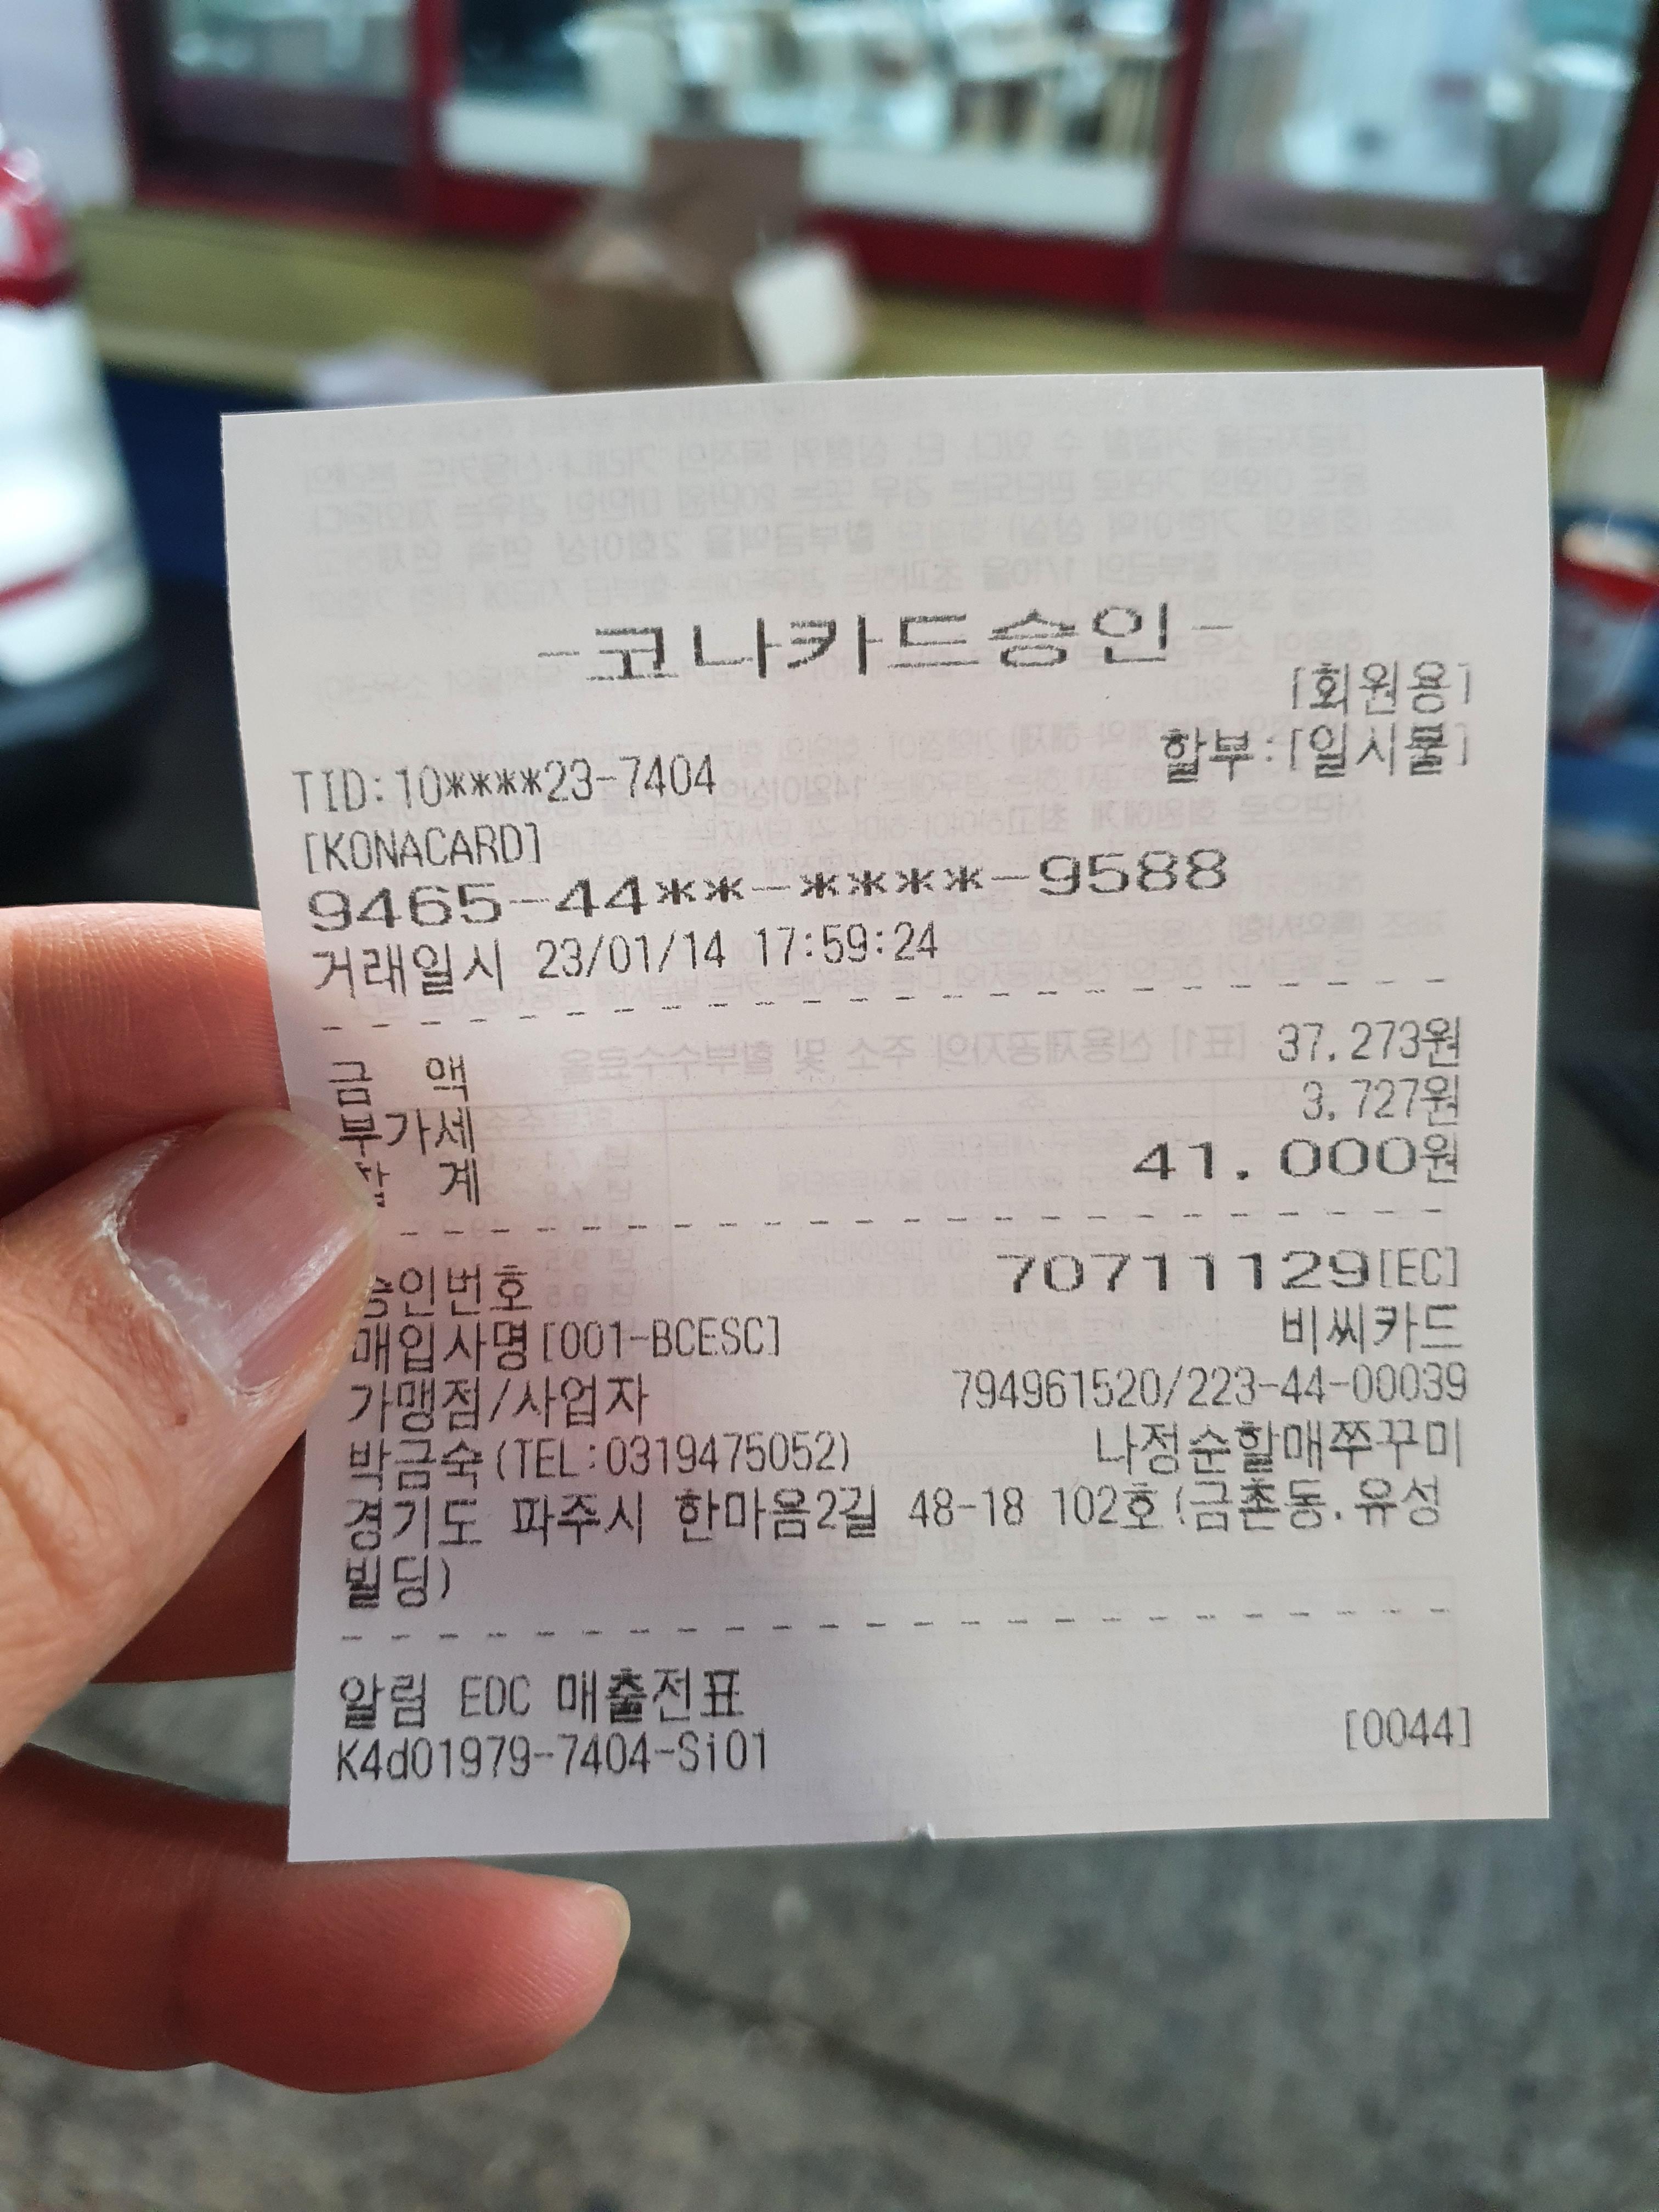 -코나카드승인-
[회원용]
TID:10****23-7404 할부:[일시불]
[KONACARD]
9465-44**-****-9588
거래일시 23/01/14 17:59:24
금 액 37,273원
부가세 3,727원
합 계 41,000원
승인번호 70711129[EC]
매입사명[001-BCESC] 비씨카드
가맹점/사업자 794961520/223-44-00039
박금숙(TEL:0319475052) 나정순할매쭈꾸미
경기도 파주시 한마음2길 48-18 102호(금촌동,유성
빌딩)
알림 EDC 매출전표
K4d01979-7404-Si01 [0044]